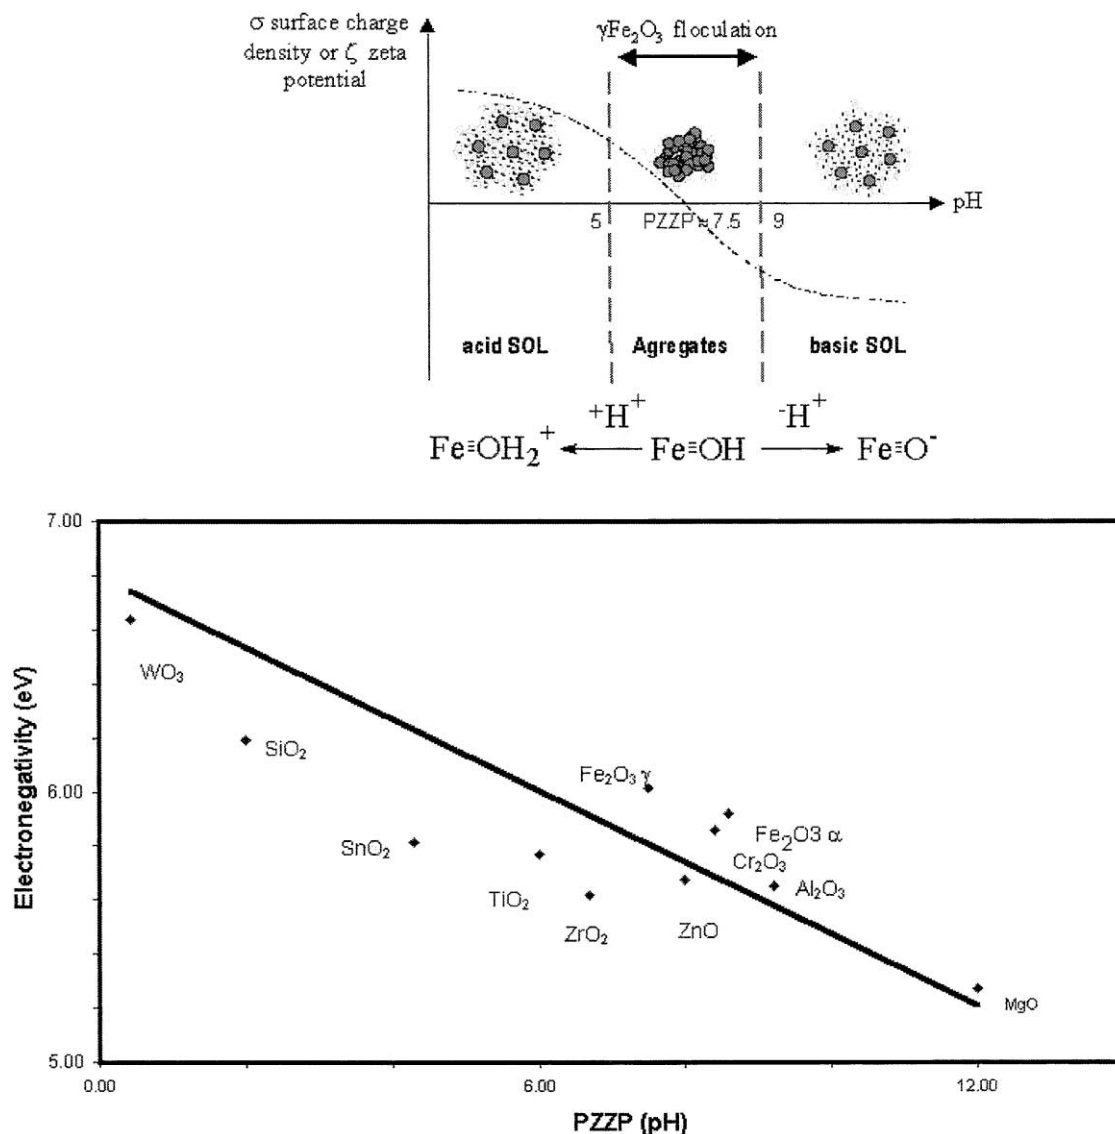 σ surface charge
density or ζ zeta
potential
γFe₂O₃ floculation
pH
5 PZZP ≈ 7.5 9
acid SOL Agregates basic SOL
+H⁺ -H⁺
Fe≡OH₂⁺ ← Fe≡OH → Fe≡O⁻
7.00
WO₃
SiO₂
Fe₂O₃ γ
6.00
Fe₂O3 α
SnO₂
Cr₂O₃
TiO₂
Al₂O₃
ZrO₂
ZnO
MgO
5.00
0.00 6.00 12.00
Electronegativity (eV)
PZZP (pH)